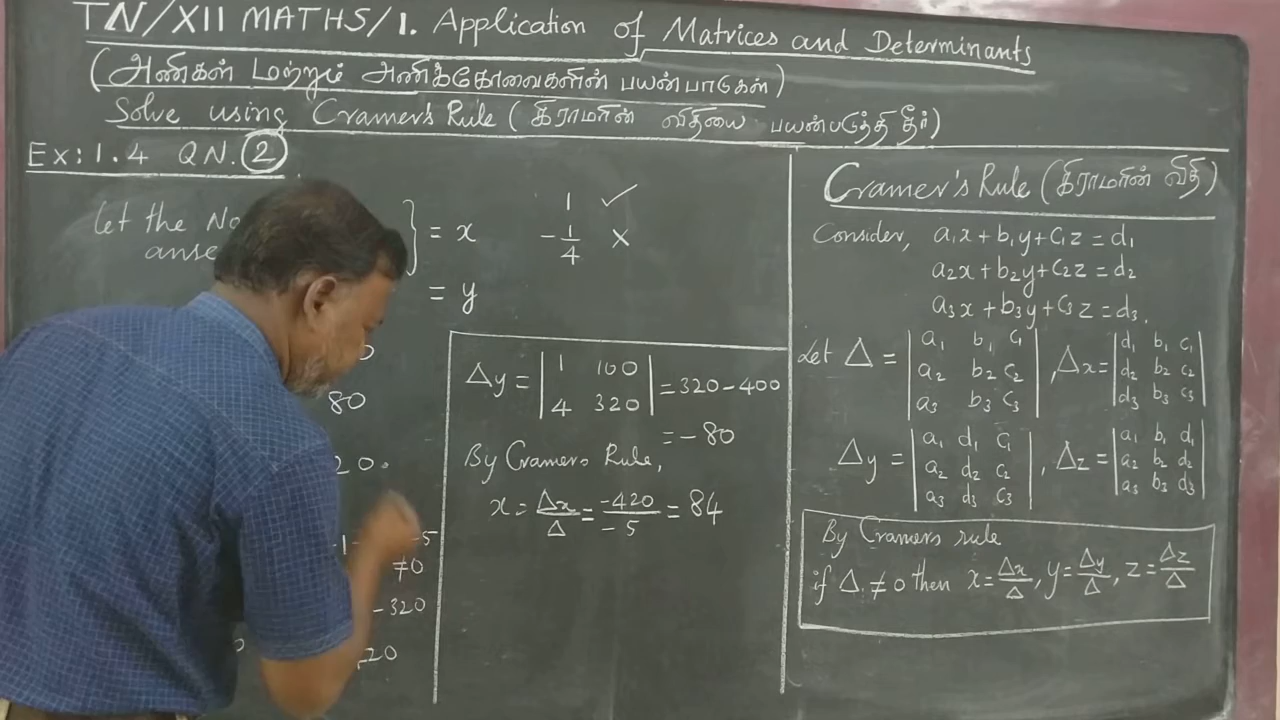 TN/XII MATHS/1. Application of Matrices and Determinants
(அணிகள் மற்றும் அணிக்கோவைகளின் பயன்பாடுகள்)
Solve using Cramer's Rule (கிராமரின் விதியை பயன்படுத்தி தீர்)
Ex: 1.4 QN. 2
Let the No
answe
} = x
= y
1 ✓
-1/4 ×
80
20.
-5
≠0
-320
20
Δy = | 1 100 | = 320-400
| 4 320 |
= -80
By Cramers Rule,
x = Δx/Δ = -420/-5 = 84
Cramer's Rule (கிராமரின் விதி)
Consider, a₁x + b₁y + c₁z = d₁
a₂x + b₂y + c₂z = d₂
a₃x + b₃y + c₃z = d₃.
Let Δ = | a₁ b₁ c₁ | , Δx = | d₁ b₁ c₁ |
| a₂ b₂ c₂ | | d₂ b₂ c₂ |
| a₃ b₃ c₃ | | d₃ b₃ c₃ |
Δy = | a₁ d₁ c₁ | , Δz = | a₁ b₁ d₁ |
| a₂ d₂ c₂ | | a₂ b₂ d₂ |
| a₃ d₃ c₃ | | a₃ b₃ d₃ |
By Cramers rule
if Δ ≠ 0 then x = Δx/Δ, y = Δy/Δ, z = Δz/Δ